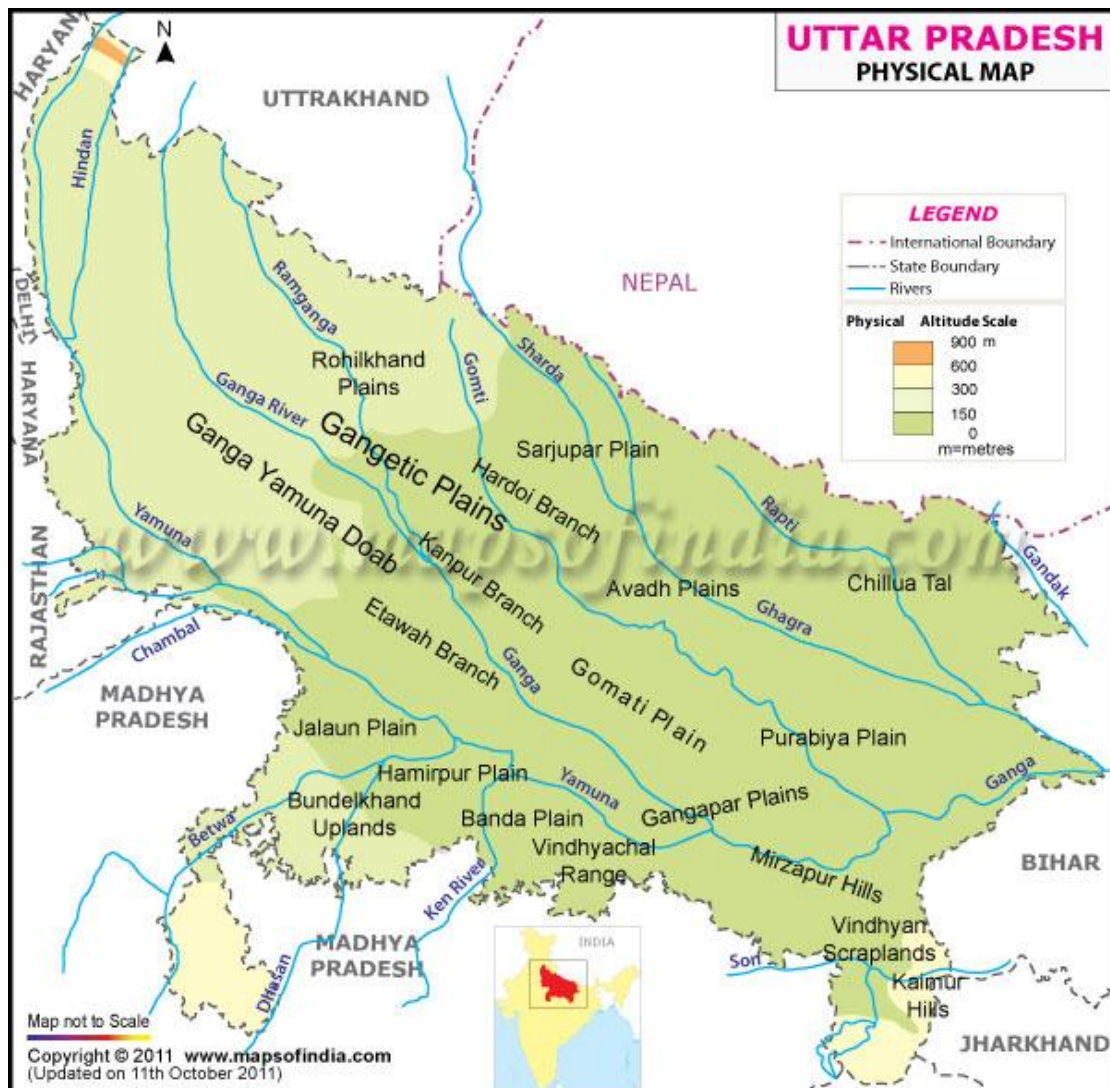 UTTAR PRADESH
PHYSICAL MAP
N
HARYAN
UTTRAKHAND
Hindan
LEGEND
International Boundary
State Boundary
Rivers
Physical Altitude Scale
900 m
600
300
150
0
m=metres
NEPAL
DELHI
HARYANA
Ramganga
Rohilkhand
Plains
Gomti
Sharda
Ganga River
Ganga Yamuna Doab
Gangetic Plains
Sarjupar Plain
Hardoi Branch
Rapti
Yamuna
www.mapsofindia.com
Gandak
RAJASTHAN
Kanpur Branch
Avadh Plains
Chillua Tal
Ghagra
Chambal
Etawah Branch
Ganga
Gomati Plain
MADHYA
PRADESH
Jalaun Plain
Purabiya Plain
Hamirpur Plain
Yamuna
Ganga
Bundelkhand
Uplands
Betwa
Banda Plain
Gangapar Plains
Vindhyachal
Range
Mirzapur Hills
BIHAR
Ken River
Vindhyan
Scraplands
MADHYA
PRADESH
Dhasan
INDIA
Son
Kaimur
Hills
JHARKHAND
Map not to Scale
Copyright © 2011 www.mapsofindia.com
(Updated on 11th October 2011)